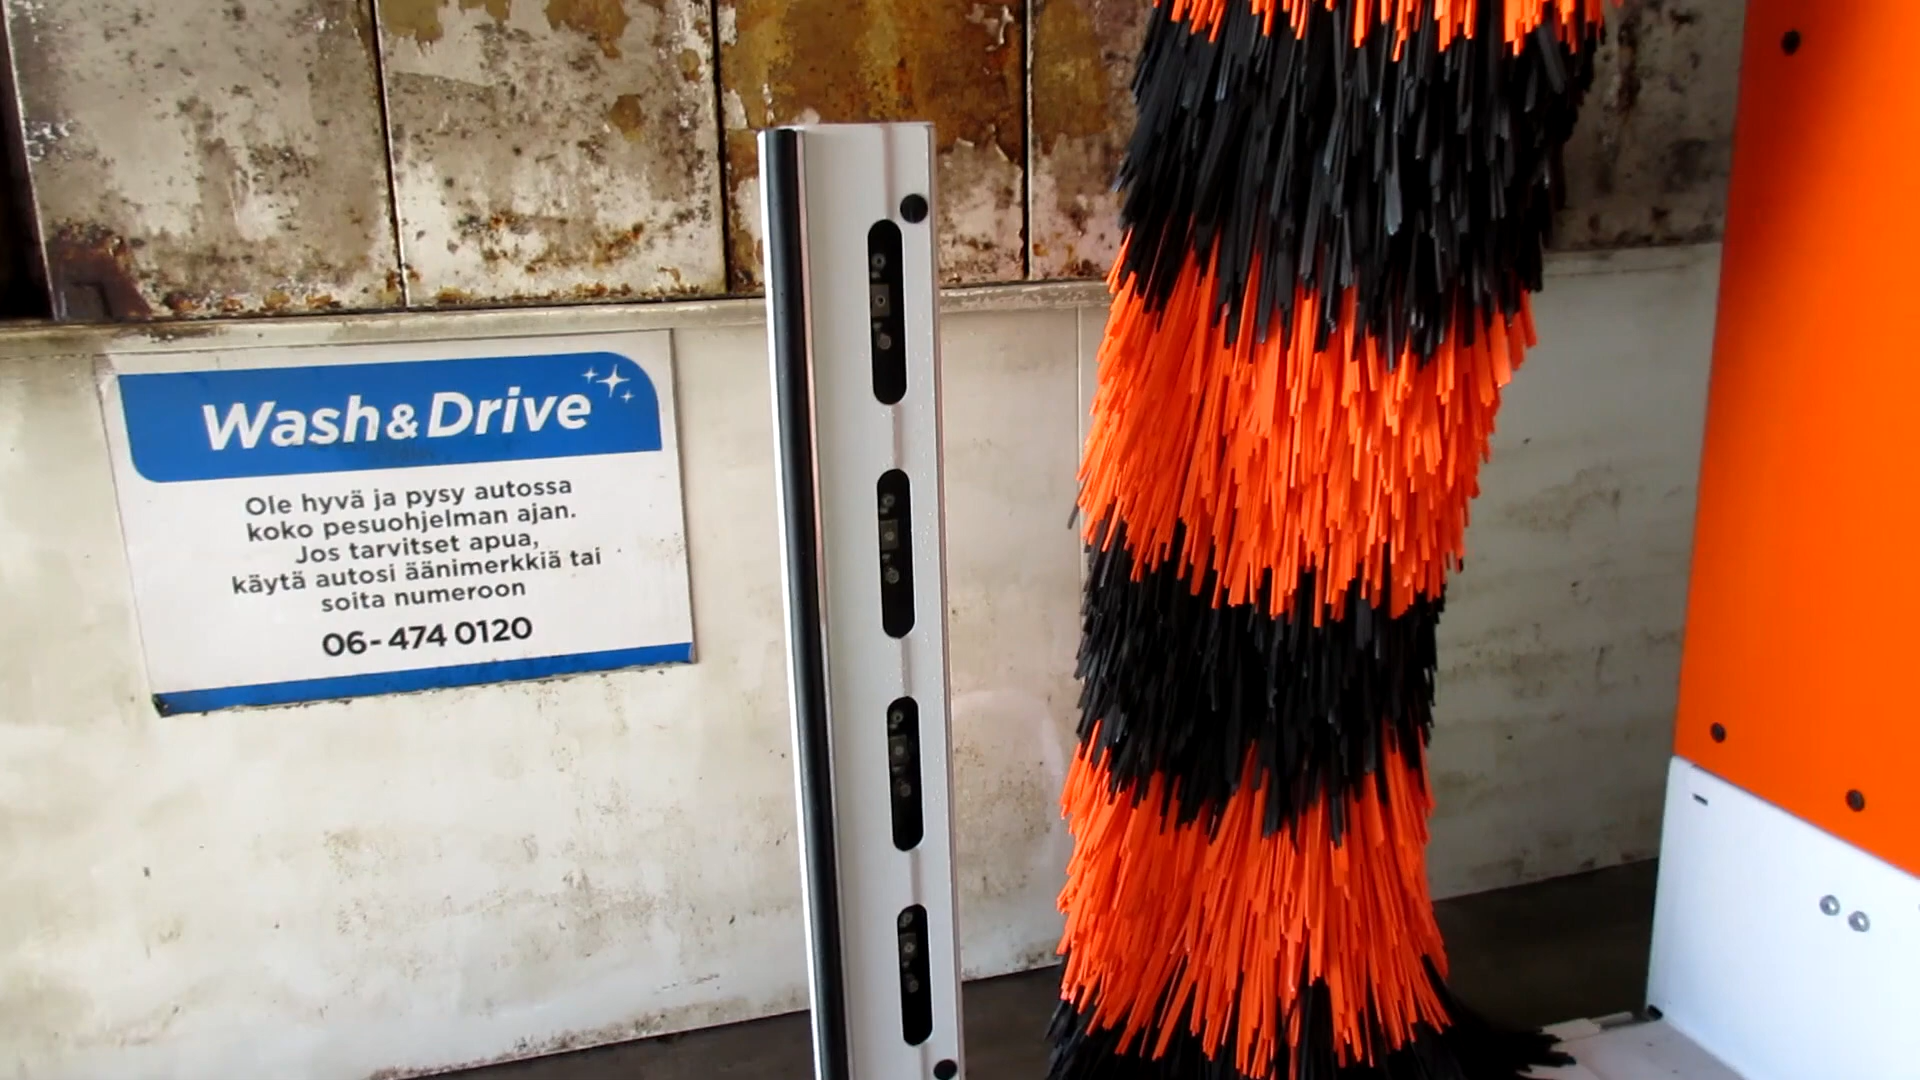 Wash & Drive
Ole hyvä ja pysy autossa
koko pesuohjelman ajan.
Jos tarvitset apua,
käytä autosi äänimerkkiä tai
soita numeroon
06-474 0120